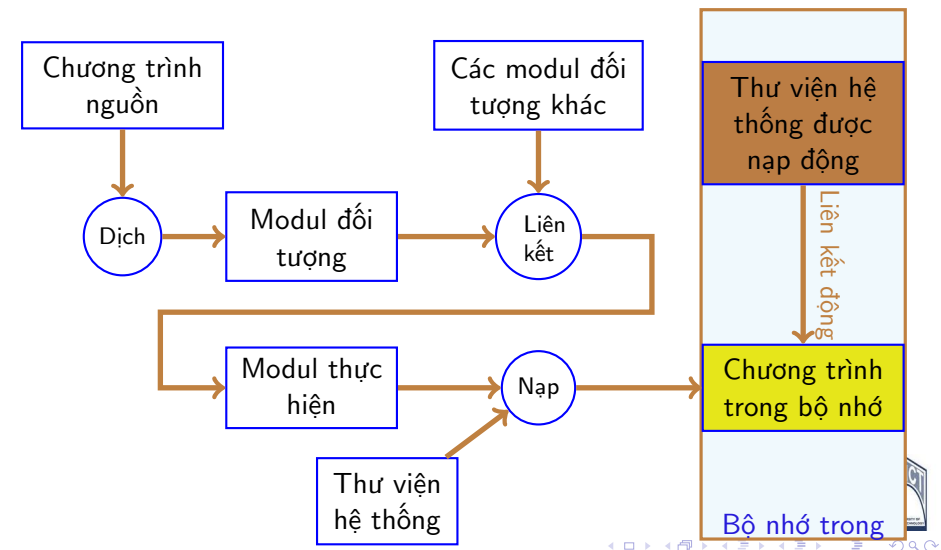 Chương trình
nguồn
Các modul đối
tượng khác
Thư viện hệ
thống được
nạp động
Dịch
Modul đối
tượng
Liên
kết
Liên kết động
Modul thực
hiện
Nạp
Chương trình
trong bộ nhớ
Thư viện
hệ thống
Bộ nhớ trong